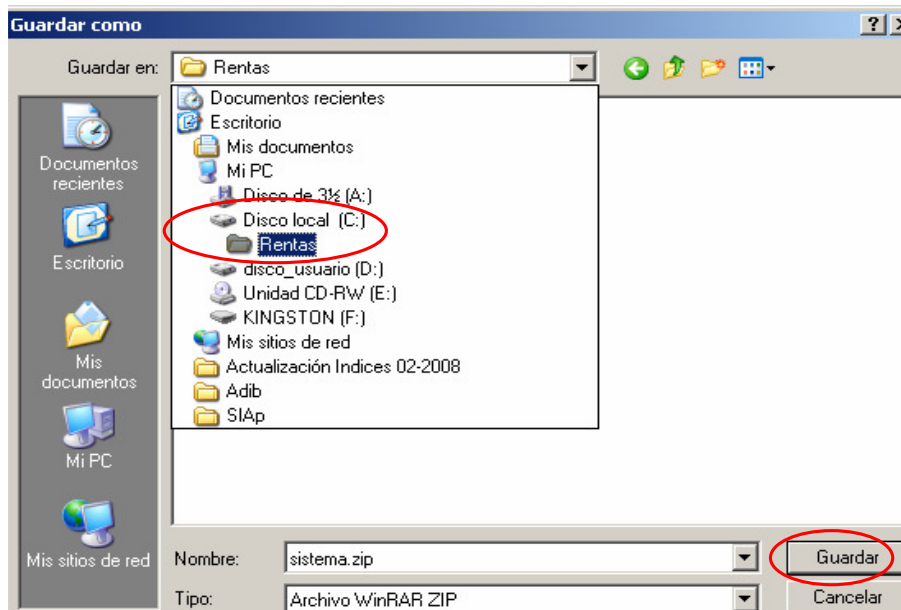 Guardar como
Guardar en:
Rentas
Documentos recientes
Escritorio
Mis documentos
Mi PC
Disco de 3½ (A:)
Disco local (C:)
Rentas
disco_usuario (D:)
Unidad CD-RW (E:)
KINGSTON (F:)
Mis sitios de red
Actualización Indices 02-2008
Adib
SIAp
Documentos
recientes
Escritorio
Mis
documentos
Mi PC
Mis sitios de red
Nombre:
sistema.zip
Guardar
Tipo:
Archivo WinRAR ZIP
Cancelar